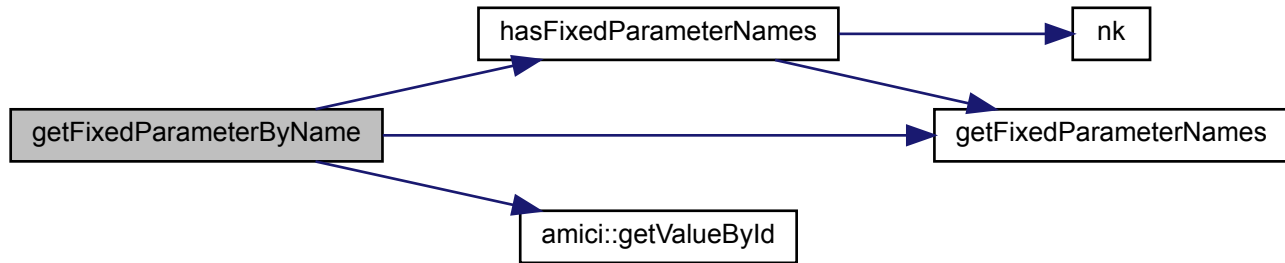 hasFixedParameterNames
nk
getFixedParameterByName
getFixedParameterNames
amici::getValueById